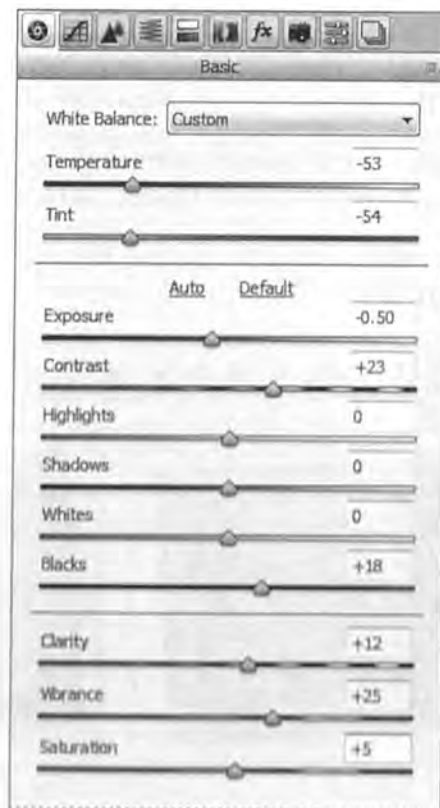 fx
Basic
White Balance: Custom
Temperature -53
Tint -54
Auto Default
Exposure -0.50
Contrast +23
Highlights 0
Shadows 0
Whites 0
Blacks +18
Clarity +12
Vibrance +25
Saturation +5